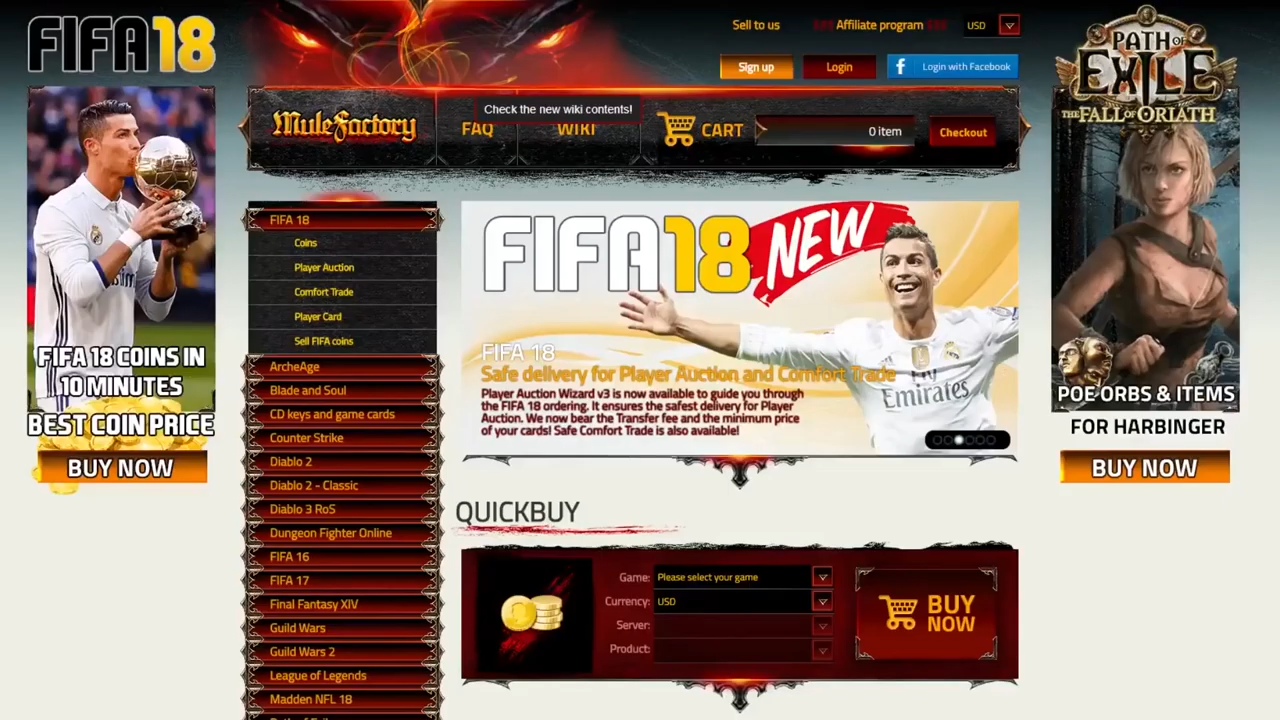 FIFA 18
Sell to us
Affiliate program
USD
Sign up
Login
Login with Facebook
PATH OF
EXILE
THE FALL OF ORIATH
MuleFactory
FAQ
WIKI
Check the new wiki contents!
CART
0 item
Checkout
FIFA 18 COINS IN
10 MINUTES
BEST COIN PRICE
BUY NOW
FIFA 18
Coins
Player Auction
Comfort Trade
Player Card
Sell FIFA coins
ArcheAge
Blade and Soul
CD keys and game cards
Counter Strike
Diablo 2
Diablo 2 - Classic
Diablo 3 RoS
Dungeon Fighter Online
FIFA 16
FIFA 17
Final Fantasy XIV
Guild Wars
Guild Wars 2
League of Legends
Madden NFL 18
FIFA 18 NEW
FIFA 18
Safe delivery for Player Auction and Comfort Trade
Player Auction Wizard v3 is now available to guide you through
the FIFA 18 ordering. It ensures the safest delivery for Player
Auction. We now bear the Transfer fee and the minimum price
of your cards! Safe Comfort Trade is also available!
Emirates
QUICKBUY
Game: Please select your game
Currency: USD
Server:
Product:
BUY
NOW
POE ORBS & ITEMS
FOR HARBINGER
BUY NOW